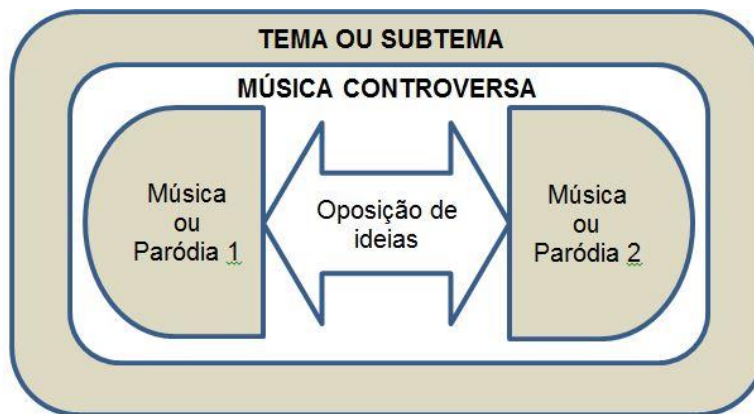 TEMA OU SUBTEMA
MÚSICA CONTROVERSA
Música
ou
Paródia 1
Oposição de
ideias
Música
ou
Paródia 2